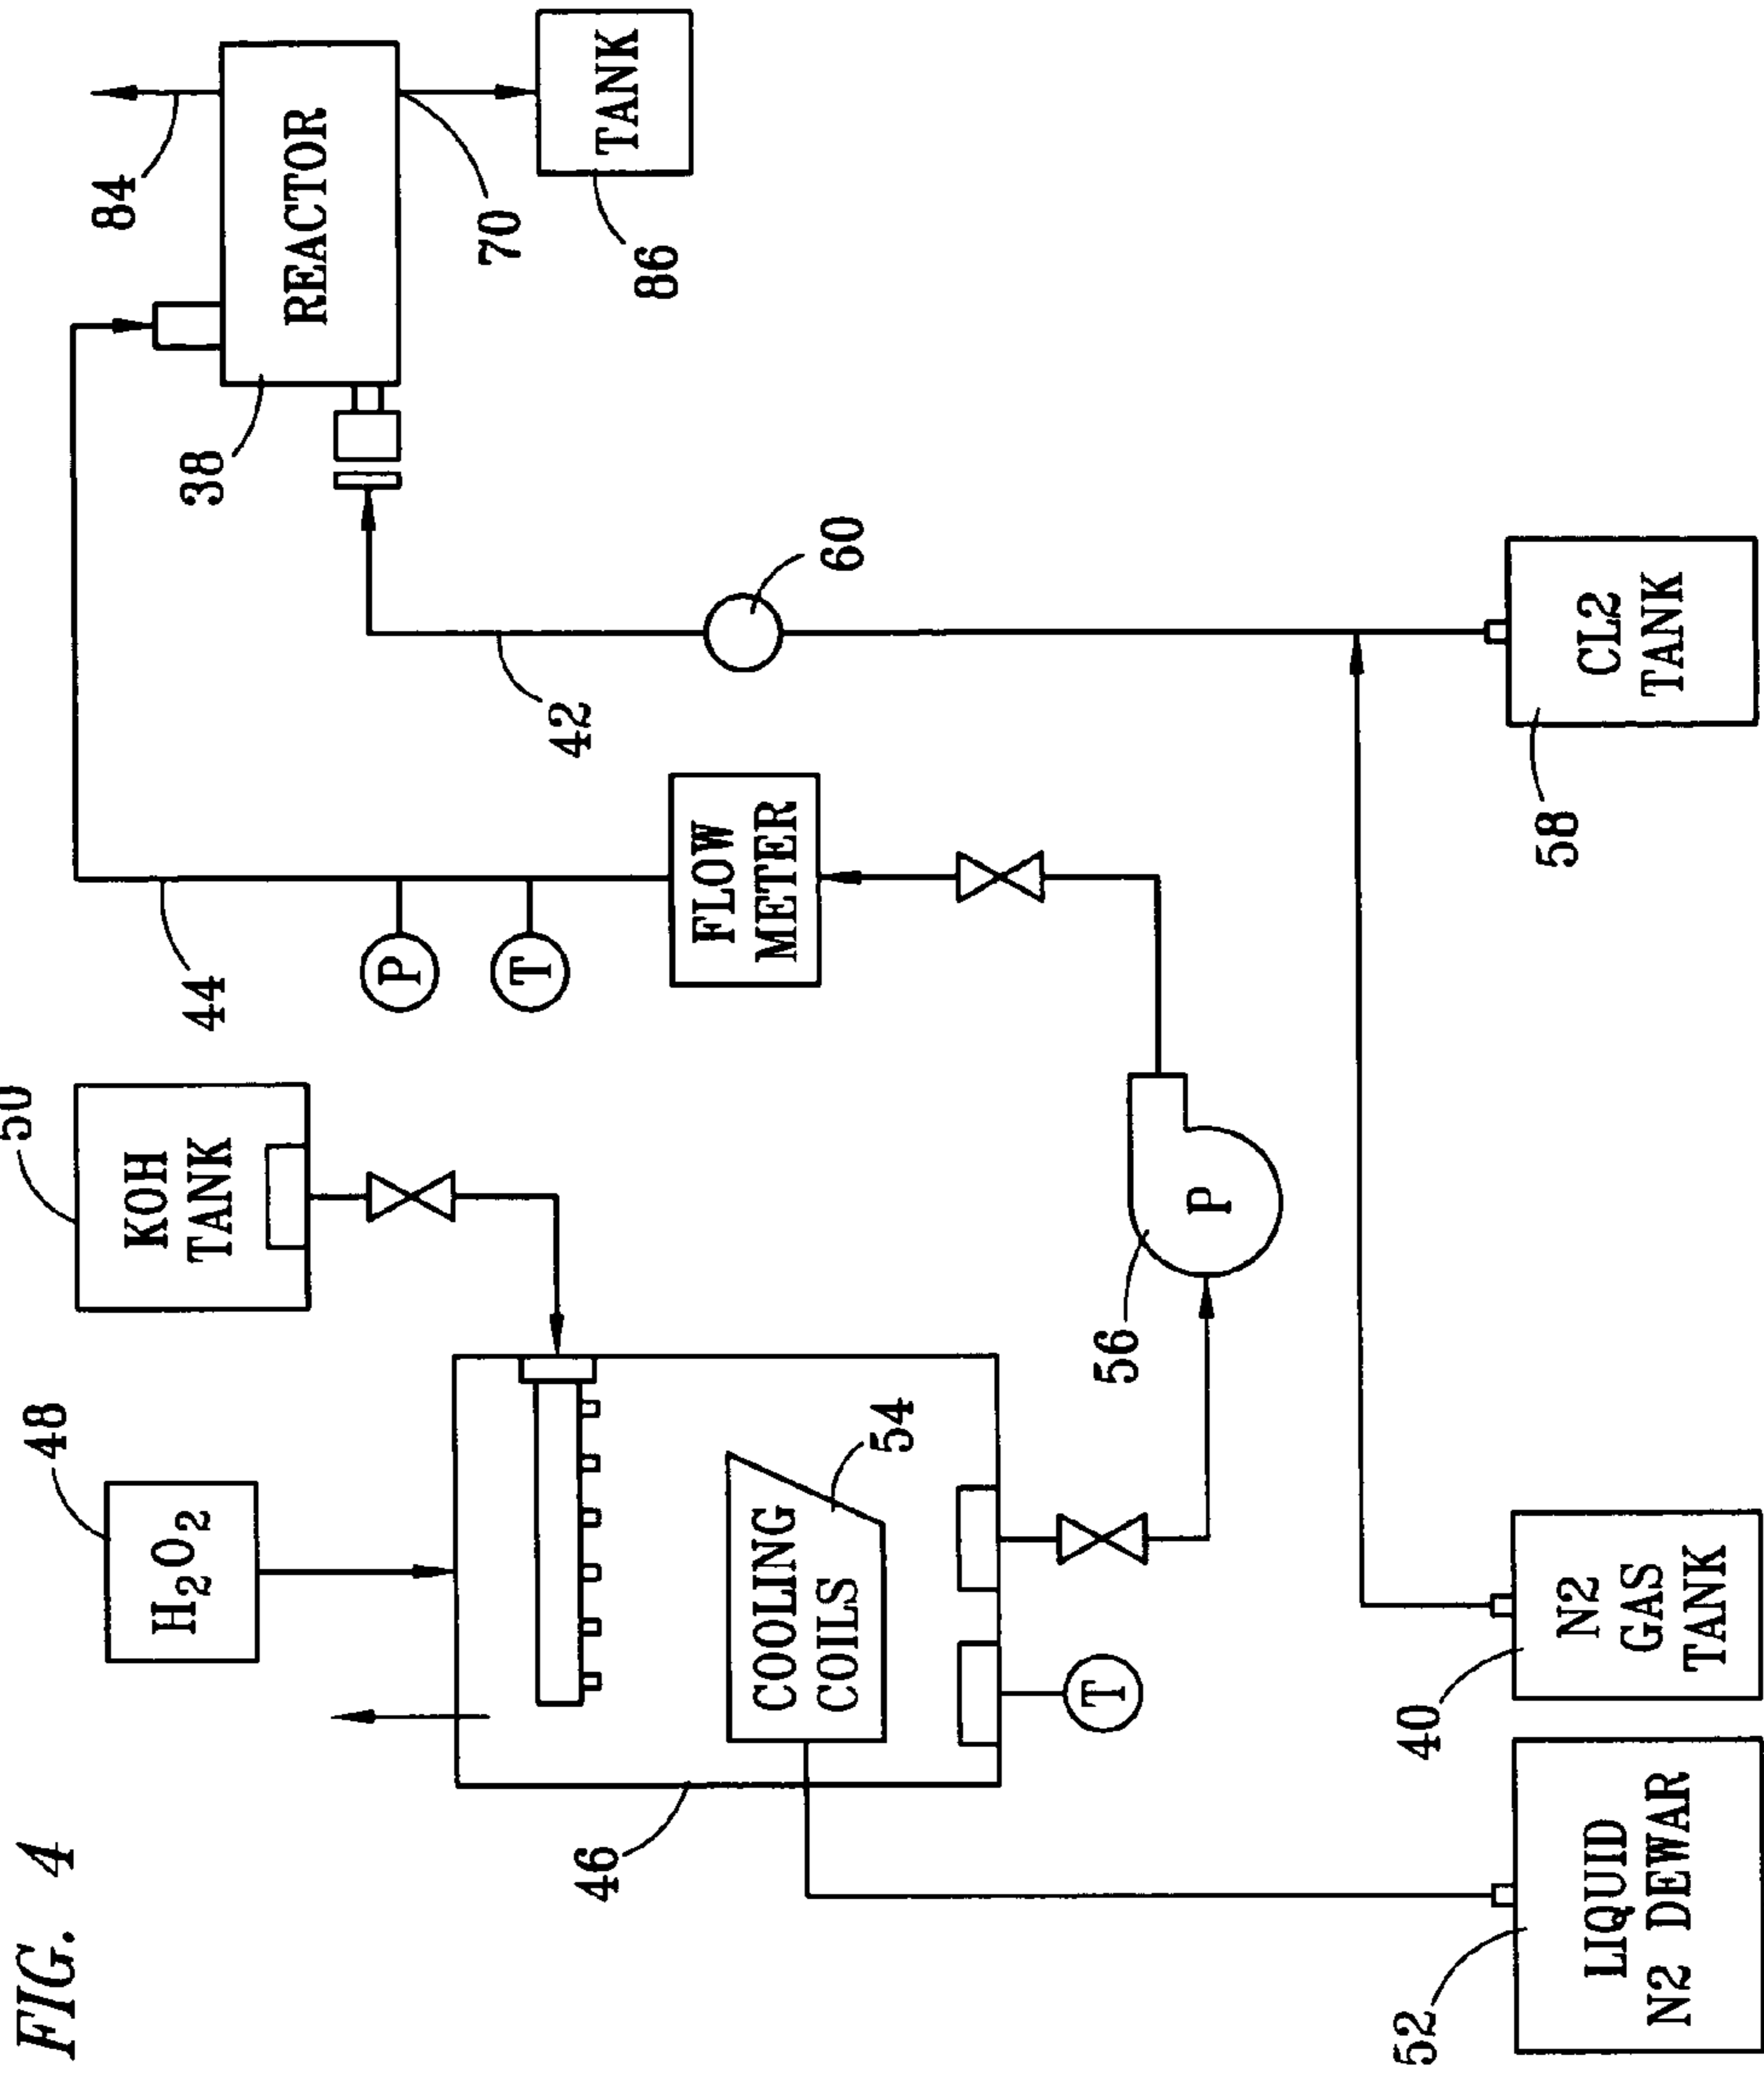 FIG. 4
48
50
84
H2O2
KOH
TANK
44
38
REACTOR
P
T
70
46
42
TANK
86
FLOW
METER
60
COOLING
COILS
54
T
56
P
52
40
58
LIQUID
N2 DEWAR
N2
GAS
TANK
CL2
TANK